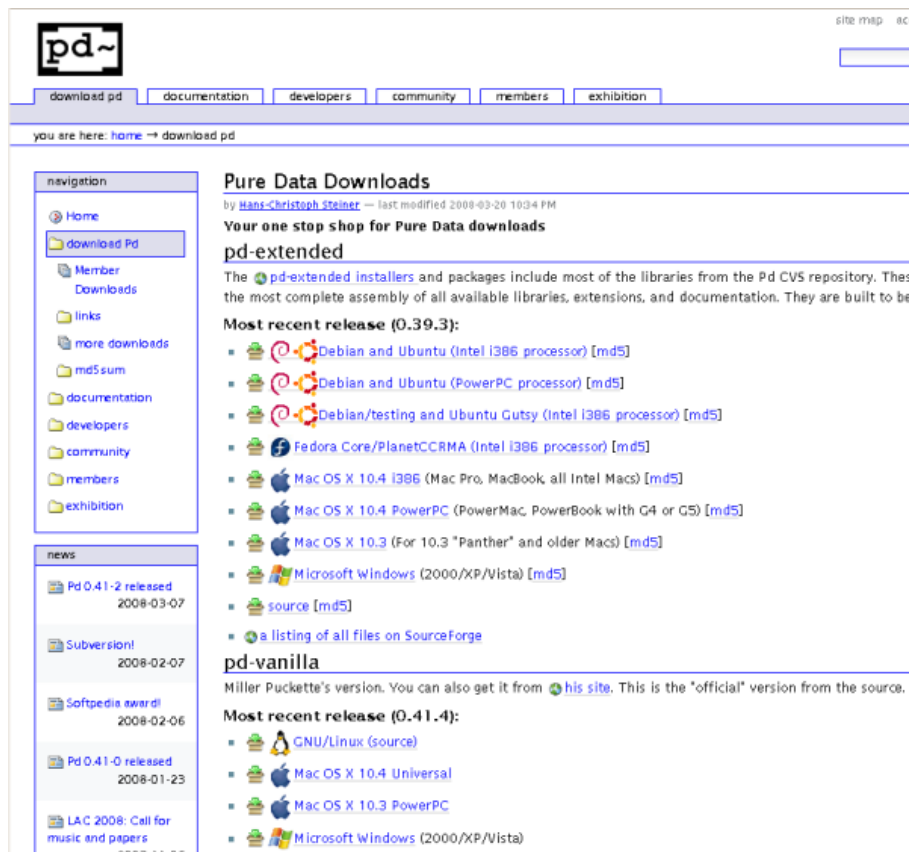 site map
pd~
download pd documentation developers community members exhibition
you are here: home → download pd
navigation
Home
download Pd
Member
Downloads
links
more downloads
md5sum
documentation
developers
community
members
exhibition
news
Pd 0.41-2 released
2008-03-07
Subversion!
2008-02-07
Softpedia award!
2008-02-06
Pd 0.41-0 released
2008-01-23
LAC 2008: Call for
music and papers
Pure Data Downloads
by Hans-Christoph Steiner — last modified 2008-03-20 10:34 PM
Your one stop shop for Pure Data downloads
pd-extended
The pd-extended installers and packages include most of the libraries from the Pd CVS repository.
the most complete assembly of all available libraries, extensions, and documentation. They are built to be
Most recent release (0.39.3):
Debian and Ubuntu (Intel i386 processor) [md5]
Debian and Ubuntu (PowerPC processor) [md5]
Debian/testing and Ubuntu Gutsy (Intel i386 processor) [md5]
Fedora Core/PlanetCCRMA (Intel i386 processor) [md5]
Mac OS X 10.4 i386 (Mac Pro, MacBook, all Intel Macs) [md5]
Mac OS X 10.4 PowerPC (PowerMac, PowerBook with G4 or G5) [md5]
Mac OS X 10.3 (For 10.3 "Panther" and older Macs) [md5]
Microsoft Windows (2000/XP/Vista) [md5]
source [md5]
a listing of all files on SourceForge
pd-vanilla
Miller Puckette's version. You can also get it from his site. This is the "official" version from the source.
Most recent release (0.41.4):
GNU/Linux (source)
Mac OS X 10.4 Universal
Mac OS X 10.3 PowerPC
Microsoft Windows (2000/XP/Vista)